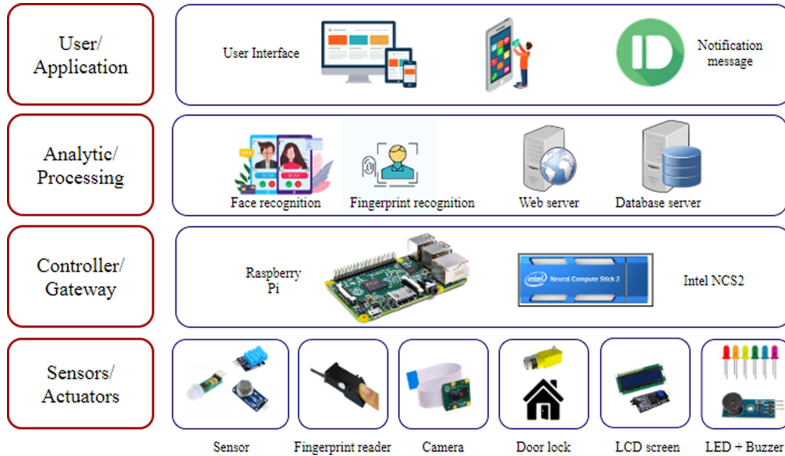 User/
Application
User Interface
Notification
message
Analytic/
Processing
Face recognition
Fingerprint recognition
Web server
Database server
Controller/
Gateway
Raspberry
Pi
intel Neural Compute Stick 2
Intel NCS2
Sensors/
Actuators
Sensor
Fingerprint reader
Camera
Door lock
LCD screen
LED + Buzzer